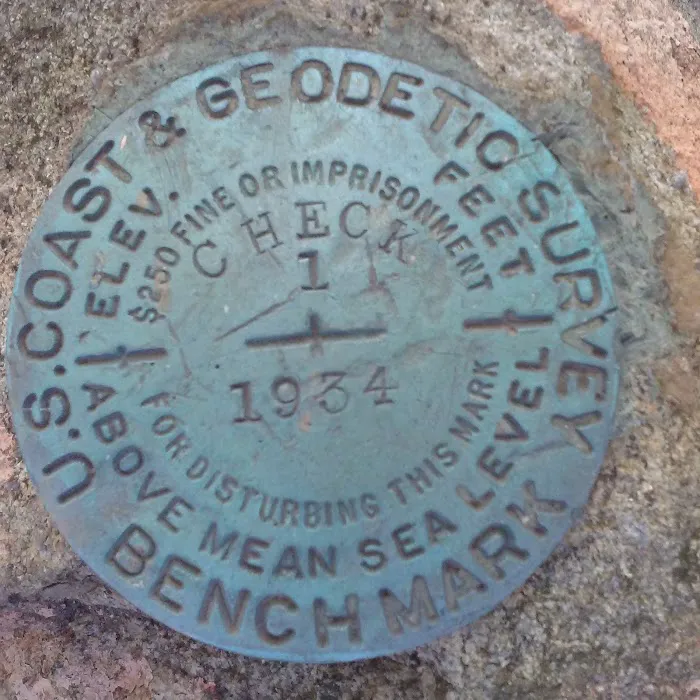 U.S. COAST & GEODETIC SURVEY
ELEV. FEET
$250 FINE OR IMPRISONMENT
CHECK
1
1934
FOR DISTURBING THIS MARK
ABOVE MEAN SEA LEVEL
BENCH MARK